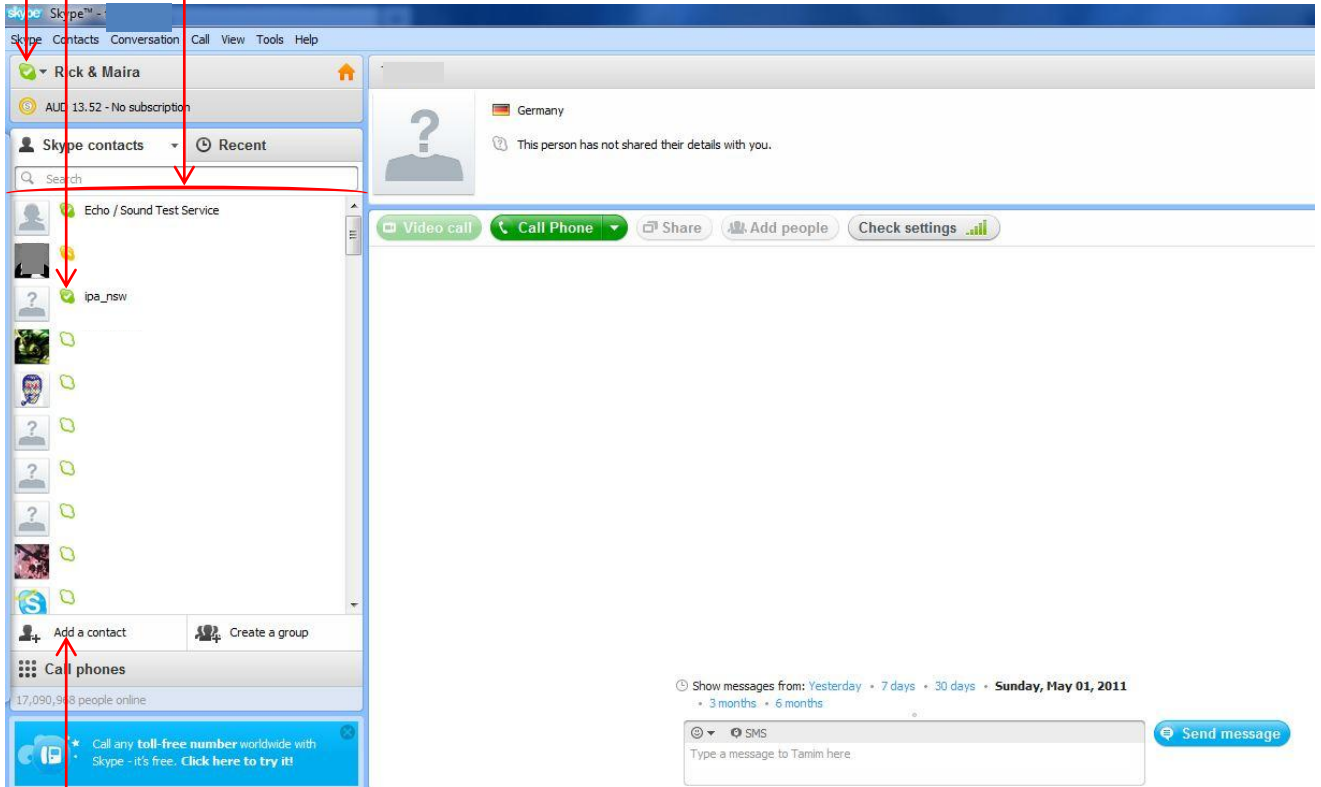 skype Skype™ -
Skype Contacts Conversation Call View Tools Help
Rick & Maira
AUD 13.52 - No subscription
Skype contacts Recent
Search
Echo / Sound Test Service
ipa_nsw
Add a contact Create a group
Call phones
17,090,968 people online
Call any toll-free number worldwide with
Skype - it's free. Click here to try it!
Germany
This person has not shared their details with you.
Video call Call Phone Share Add people Check settings
Show messages from: Yesterday • 7 days • 30 days • Sunday, May 01, 2011
• 3 months • 6 months
SMS
Type a message to Tamim here
Send message